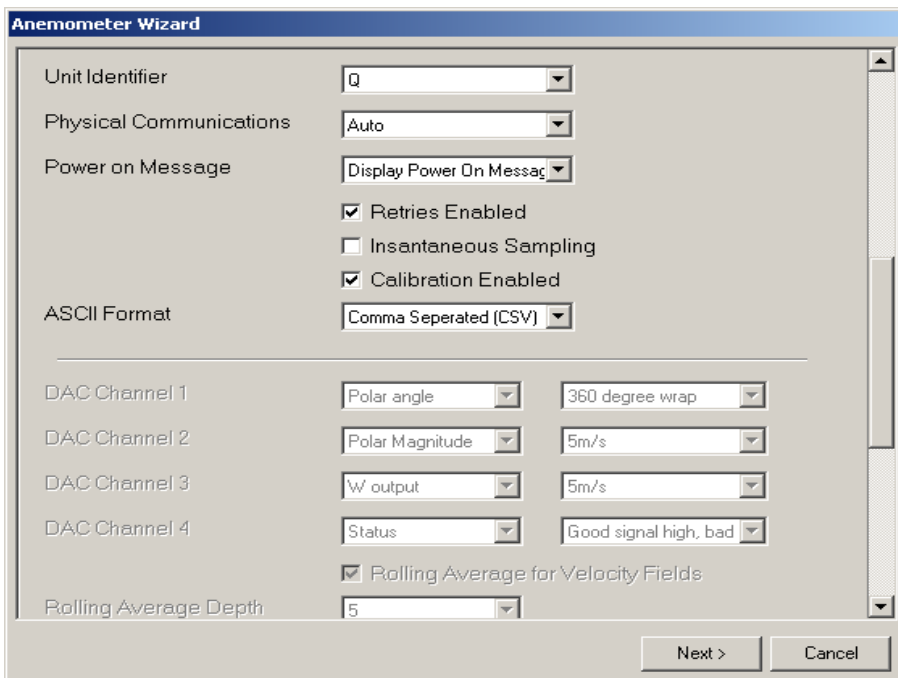 Anemometer Wizard
Unit Identifier Q
Physical Communications Auto
Power on Message Display Power On Messag
Retries Enabled
Insantaneous Sampling
Calibration Enabled
ASCII Format Comma Seperated (CSV)
DAC Channel 1 Polar angle 360 degree wrap
DAC Channel 2 Polar Magnitude 5m/s
DAC Channel 3 W output 5m/s
DAC Channel 4 Status Good signal high, bad
Rolling Average for Velocity Fields
Rolling Average Depth 5
Next > Cancel